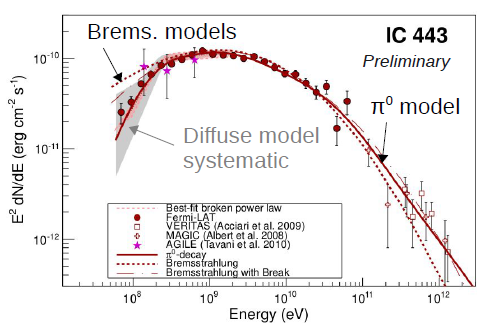 Brems. models
IC 443
Preliminary
π⁰ model
Diffuse model
systematic
E² dN/dE (erg cm⁻² s⁻¹)
10⁻¹⁰
10⁻¹¹
10⁻¹²
Best-fit broken power law
Fermi-LAT
VERITAS (Acciari et al. 2009)
MAGIC (Albert et al. 2008)
AGILE (Tavani et al. 2010)
π⁰-decay
Bremsstrahlung
Bremsstrahlung with Break
10⁸ 10⁹ 10¹⁰ 10¹¹ 10¹²
Energy (eV)